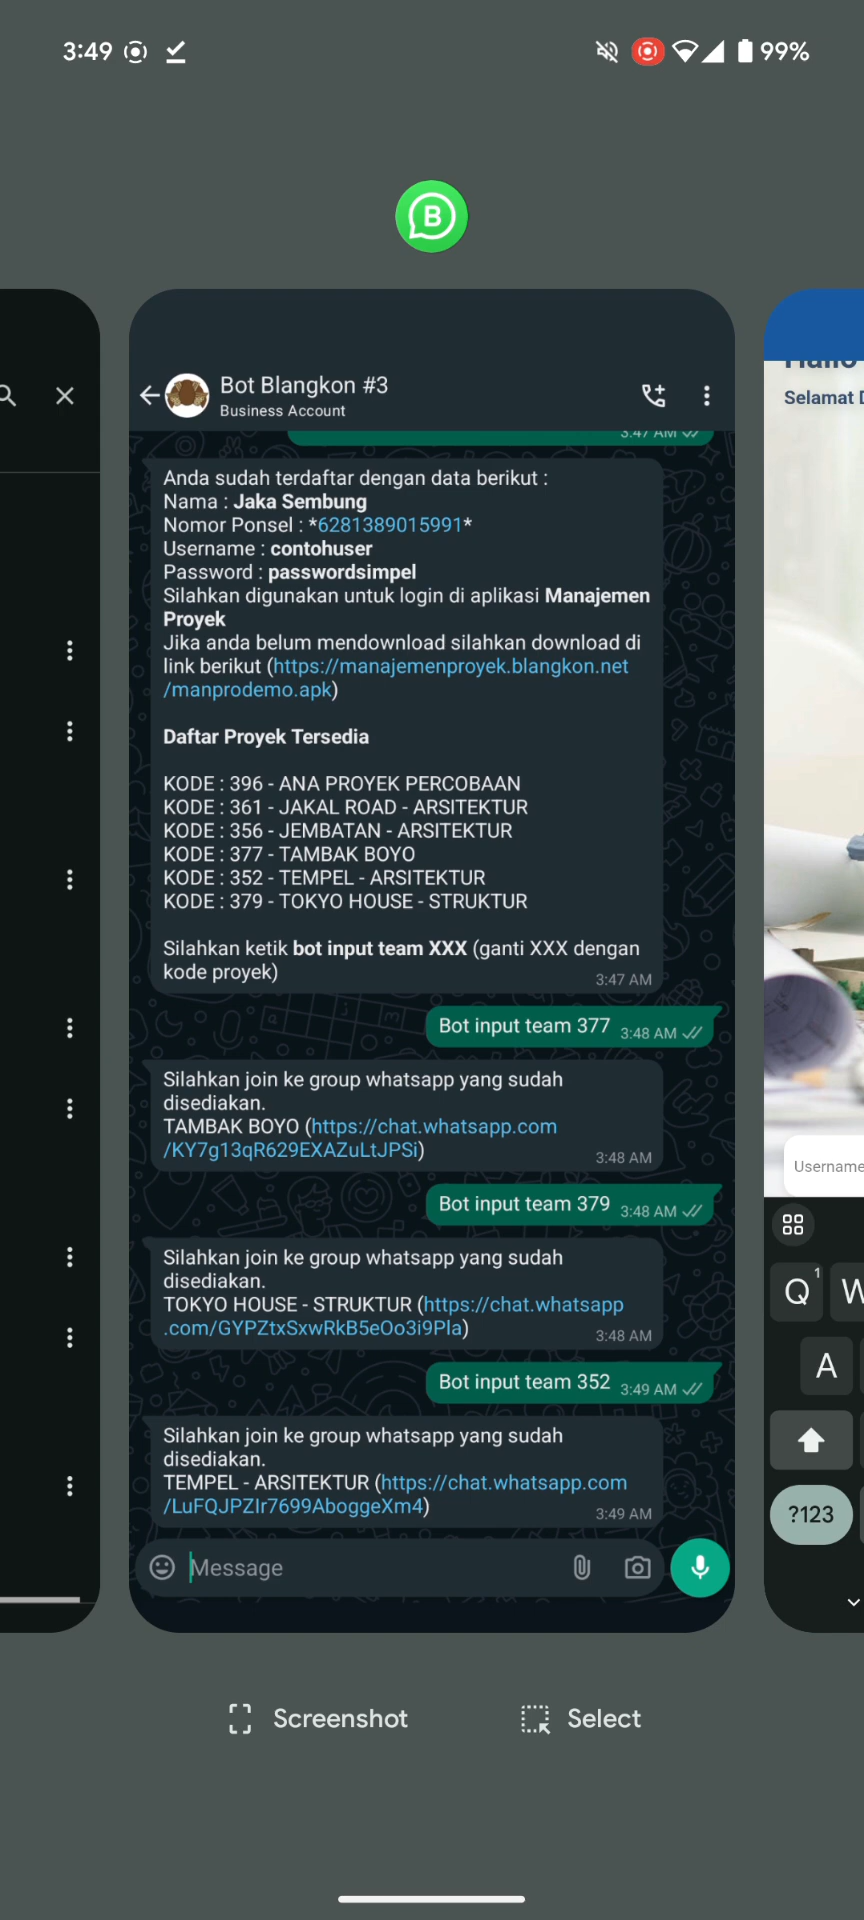 3:49
99%
B
Bot Blangkon #3
Business Account
3:47 AM
Anda sudah terdaftar dengan data berikut :
Nama : Jaka Sembung
Nomor Ponsel : *6281389015991*
Username : contohuser
Password : passwordsimpel
Silahkan digunakan untuk login di aplikasi Manajemen
Proyek
Jika anda belum mendownload silahkan download di
link berikut (https://manajemenproyek.blangkon.net
/manprodemo.apk)
Daftar Proyek Tersedia
KODE : 396 - ANA PROYEK PERCOBAAN
KODE : 361 - JAKAL ROAD - ARSITEKTUR
KODE : 356 - JEMBATAN - ARSITEKTUR
KODE : 377 - TAMBAK BOYO
KODE : 352 - TEMPEL - ARSITEKTUR
KODE : 379 - TOKYO HOUSE - STRUKTUR
Silahkan ketik bot input team XXX (ganti XXX dengan
kode proyek)
3:47 AM
Bot input team 377 3:48 AM
Silahkan join ke group whatsapp yang sudah
disediakan.
TAMBAK BOYO (https://chat.whatsapp.com
/KY7g13qR629EXAZuLtJPSi)
3:48 AM
Bot input team 379 3:48 AM
Silahkan join ke group whatsapp yang sudah
disediakan.
TOKYO HOUSE - STRUKTUR (https://chat.whatsapp
.com/GYPZtxSxwRkB5eOo3i9Pla)
3:48 AM
Bot input team 352 3:49 AM
Silahkan join ke group whatsapp yang sudah
disediakan.
TEMPEL - ARSITEKTUR (https://chat.whatsapp.com
/LuFQJPZIr7699AboggeXm4)
3:49 AM
Message
Selamat
Username
Q 1 W
A
?123
Screenshot
Select